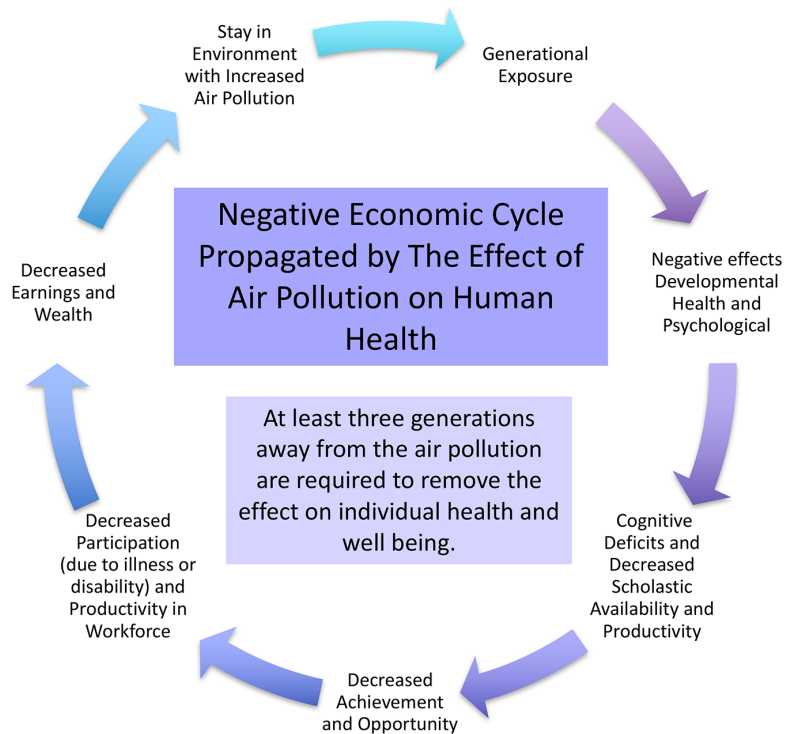 Stay in
Environment
with Increased
Air Pollution
Generational
Exposure
Negative effects
Developmental
Health and
Psychological
Cognitive
Deficits and
Decreased
Scholastic
Availability and
Productivity
Decreased
Achievement
and Opportunity
Decreased
Participation
(due to illness or
disability) and
Productivity in
Workforce
Decreased
Earnings and
Wealth
Negative Economic Cycle
Propagated by The Effect of
Air Pollution on Human
Health
At least three generations
away from the air pollution
are required to remove the
effect on individual health and
well being.